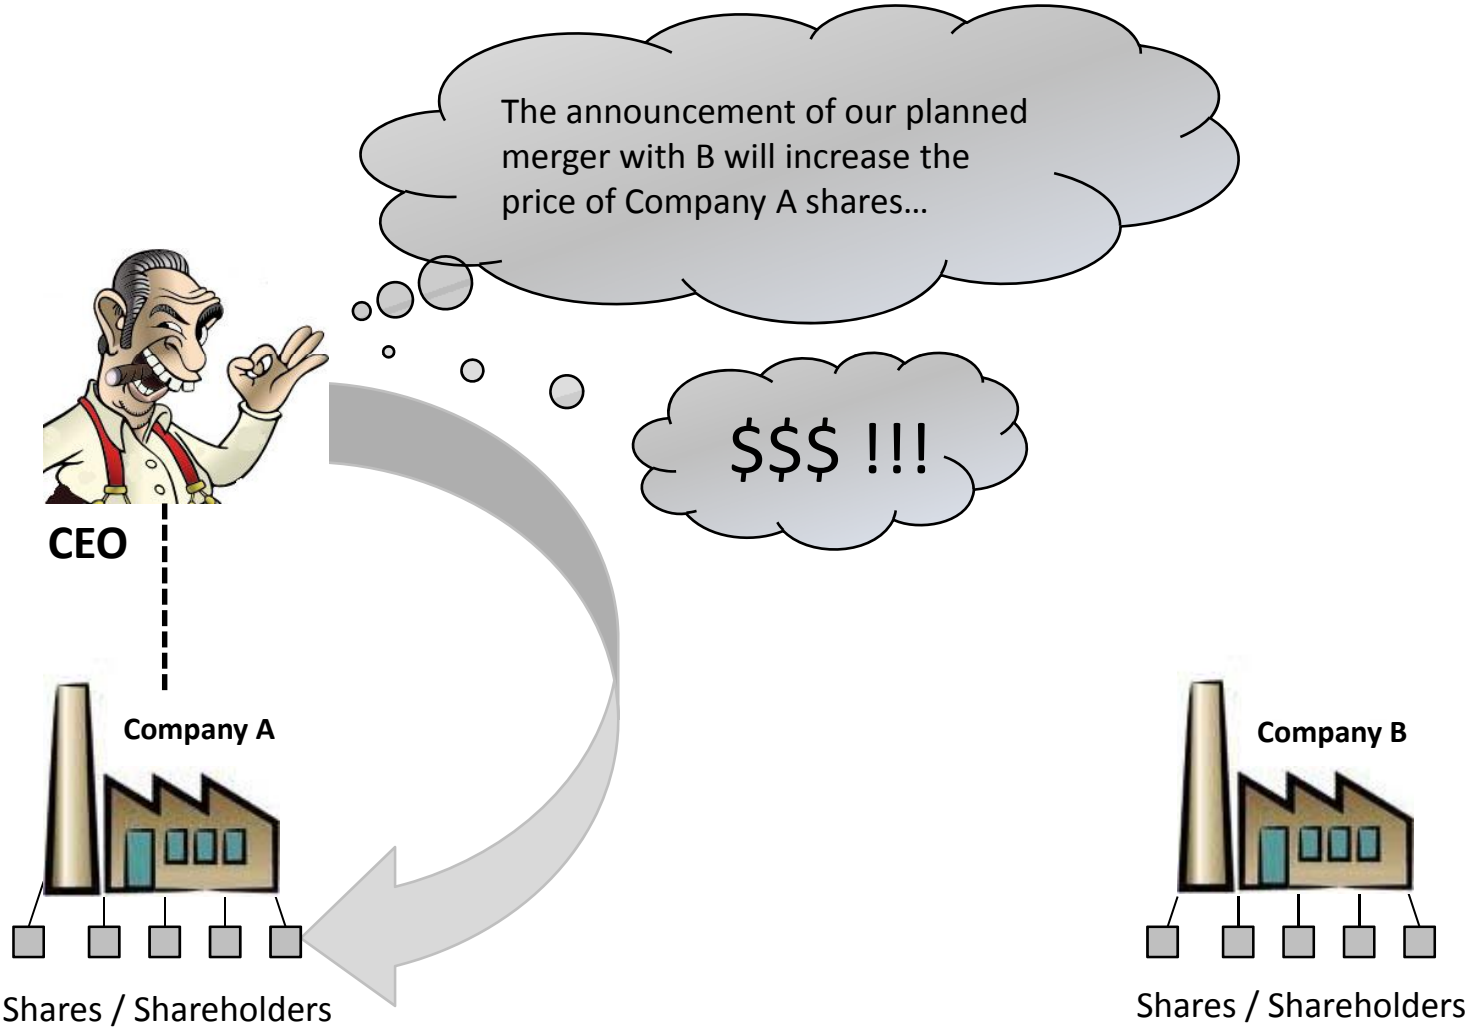 The announcement of our planned
merger with B will increase the
price of Company A shares…
$$$ !!!
CEO
Company A
Company B
Shares / Shareholders
Shares / Shareholders